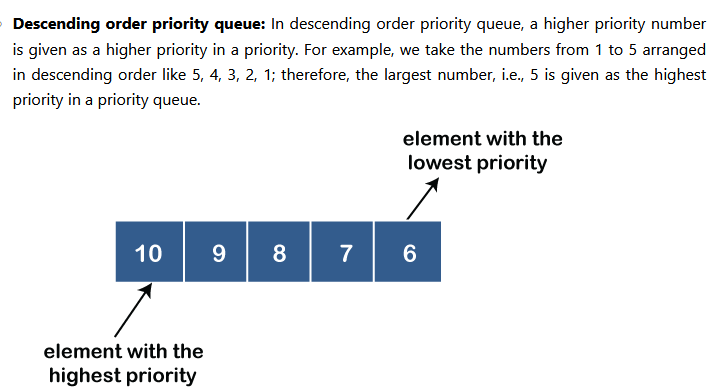 Descending order priority queue: In descending order priority queue, a higher priority number
is given as a higher priority in a priority. For example, we take the numbers from 1 to 5 arranged
in descending order like 5, 4, 3, 2, 1; therefore, the largest number, i.e., 5 is given as the highest
priority in a priority queue.
element with the
lowest priority
10 9 8 7 6
element with the
highest priority